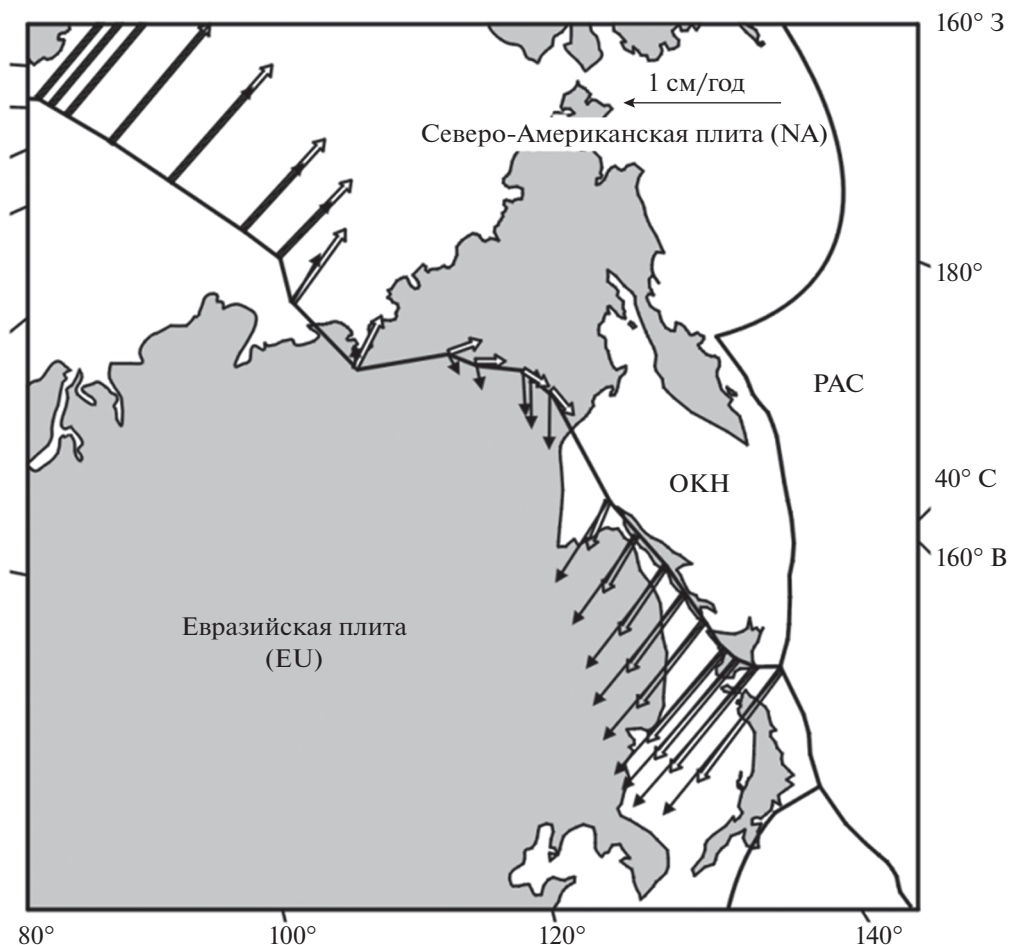 160° З
1 см/год
Северо-Американская плита (NA)
180°
PAC
40° С
OKH
160° В
Евразийская плита
(EU)
80°
100°
120°
140°